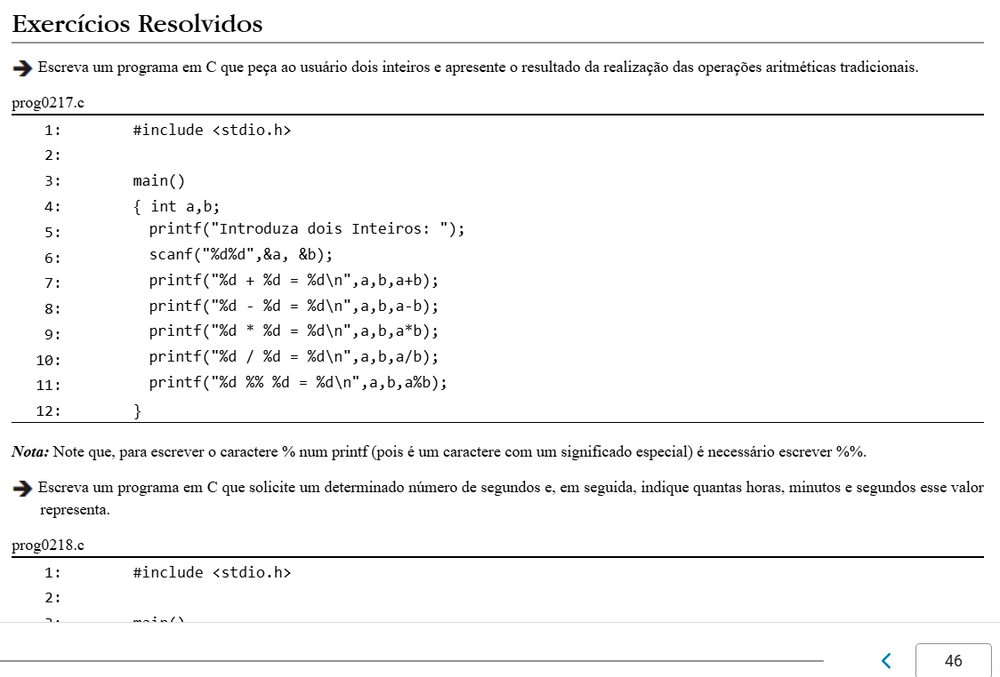 Exercícios Resolvidos
Escreva um programa em C que peça ao usuário dois inteiros e apresente o resultado da realização das operações aritméticas tradicionais.
prog0217.c
1: #include <stdio.h>
2:
3: main()
4: { int a,b;
5: printf("Introduza dois Inteiros: ");
6: scanf("%d%d",&a, &b);
7: printf("%d + %d = %d\n",a,b,a+b);
8: printf("%d - %d = %d\n",a,b,a-b);
9: printf("%d * %d = %d\n",a,b,a*b);
10: printf("%d / %d = %d\n",a,b,a/b);
11: printf("%d %% %d = %d\n",a,b,a%b);
12: }
Nota: Note que, para escrever o caractere % num printf (pois é um caractere com um significado especial) é necessário escrever %%.
Escreva um programa em C que solicite um determinado número de segundos e, em seguida, indique quantas horas, minutos e segundos esse valor
representa.
prog0218.c
1: #include <stdio.h>
2:
46